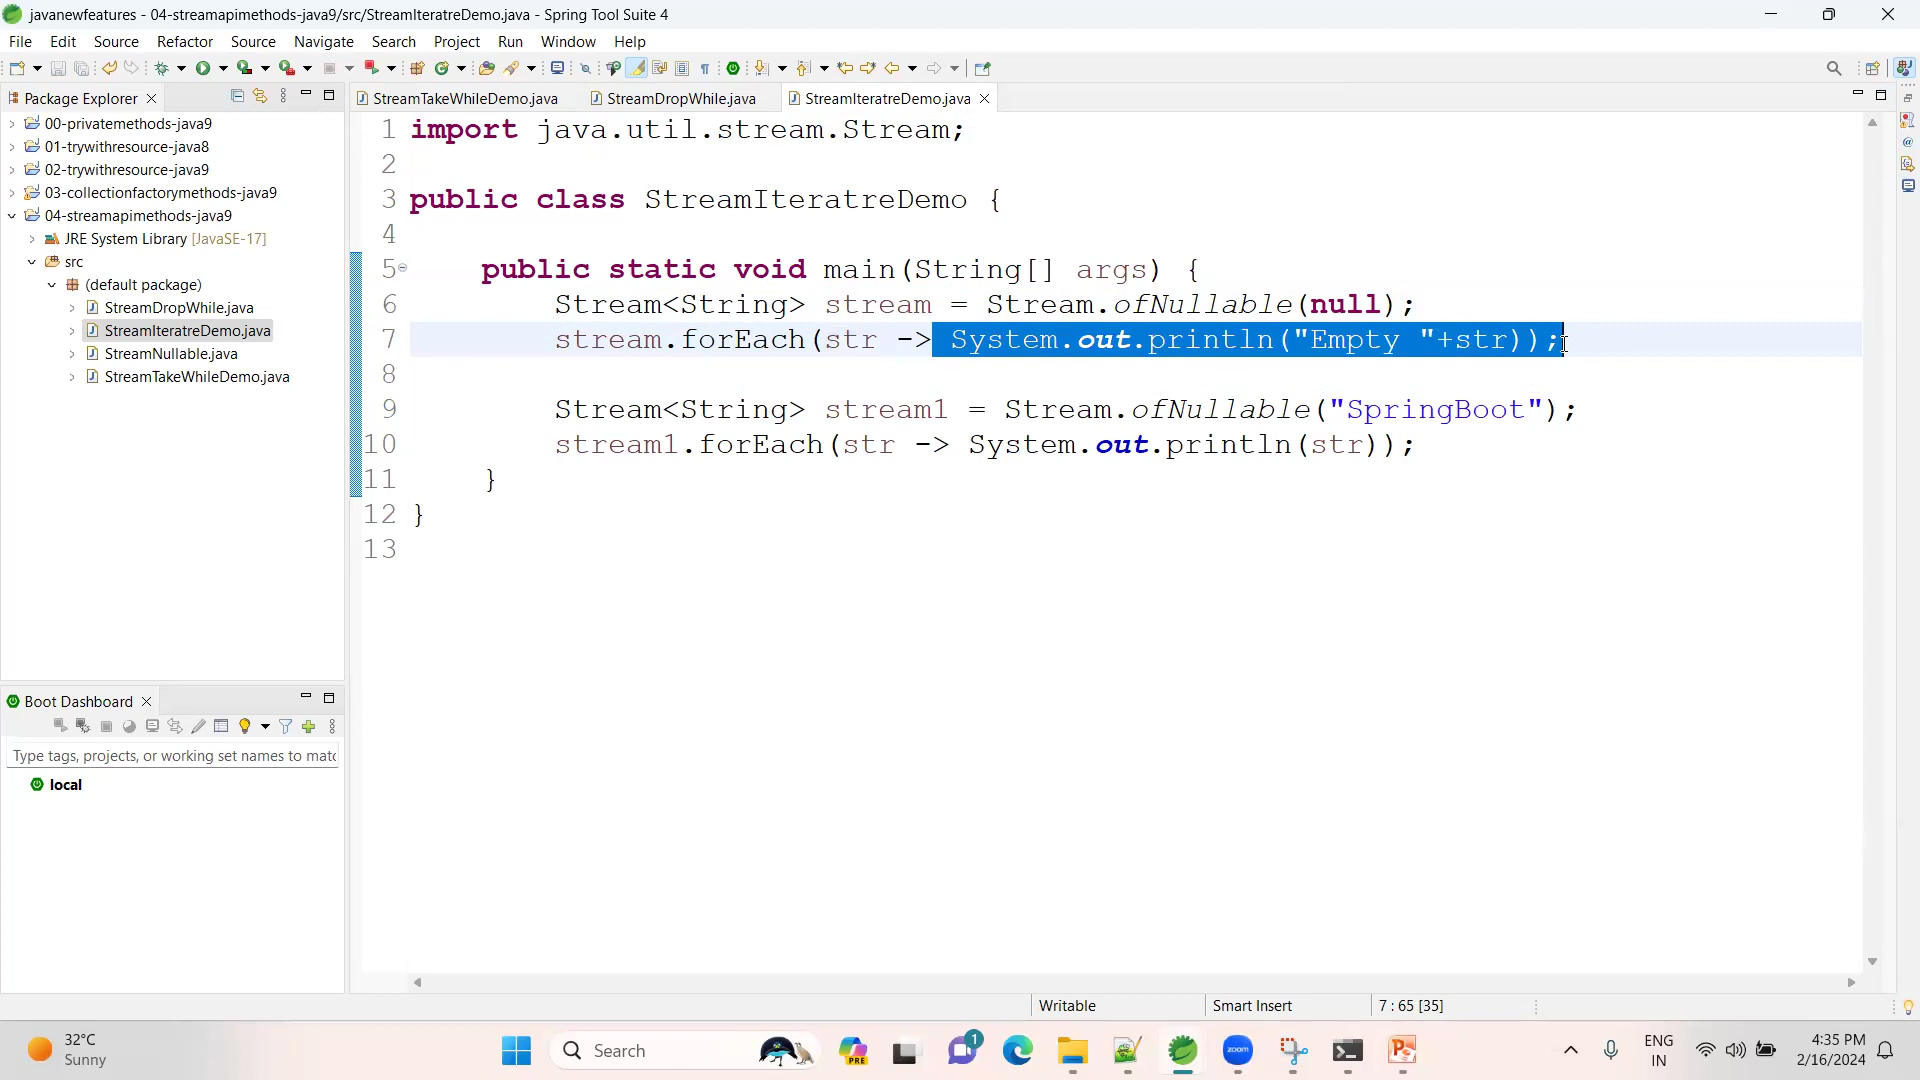 javanewfeatures - 04-streamapimethods-java9/src/StreamIteratreDemo.java - Spring Tool Suite 4
File Edit Source Refactor Source Navigate Search Project Run Window Help
Package Explorer
StreamTakeWhileDemo.java StreamDropWhile.java StreamIteratreDemo.java
00-privatemethods-java9
01-trywithresource-java8
02-trywithresource-java9
03-collectionfactorymethods-java9
04-streamapimethods-java9
JRE System Library [JavaSE-17]
src
(default package)
StreamDropWhile.java
StreamIteratreDemo.java
StreamNullable.java
StreamTakeWhileDemo.java
1 import java.util.stream.Stream;
2
3 public class StreamIteratreDemo {
4
5 public static void main(String[] args) {
6 Stream<String> stream = Stream.ofNullable(null);
7 stream.forEach(str -> System.out.println("Empty "+str));
8
9 Stream<String> stream1 = Stream.ofNullable("SpringBoot");
10 stream1.forEach(str -> System.out.println(str));
11 }
12 }
13
Boot Dashboard
Type tags, projects, or working set names to matc
local
Writable Smart Insert 7 : 65 [35]
32°C
Sunny
Search
PRE
1
zoom
ENG
IN
4:35 PM
2/16/2024